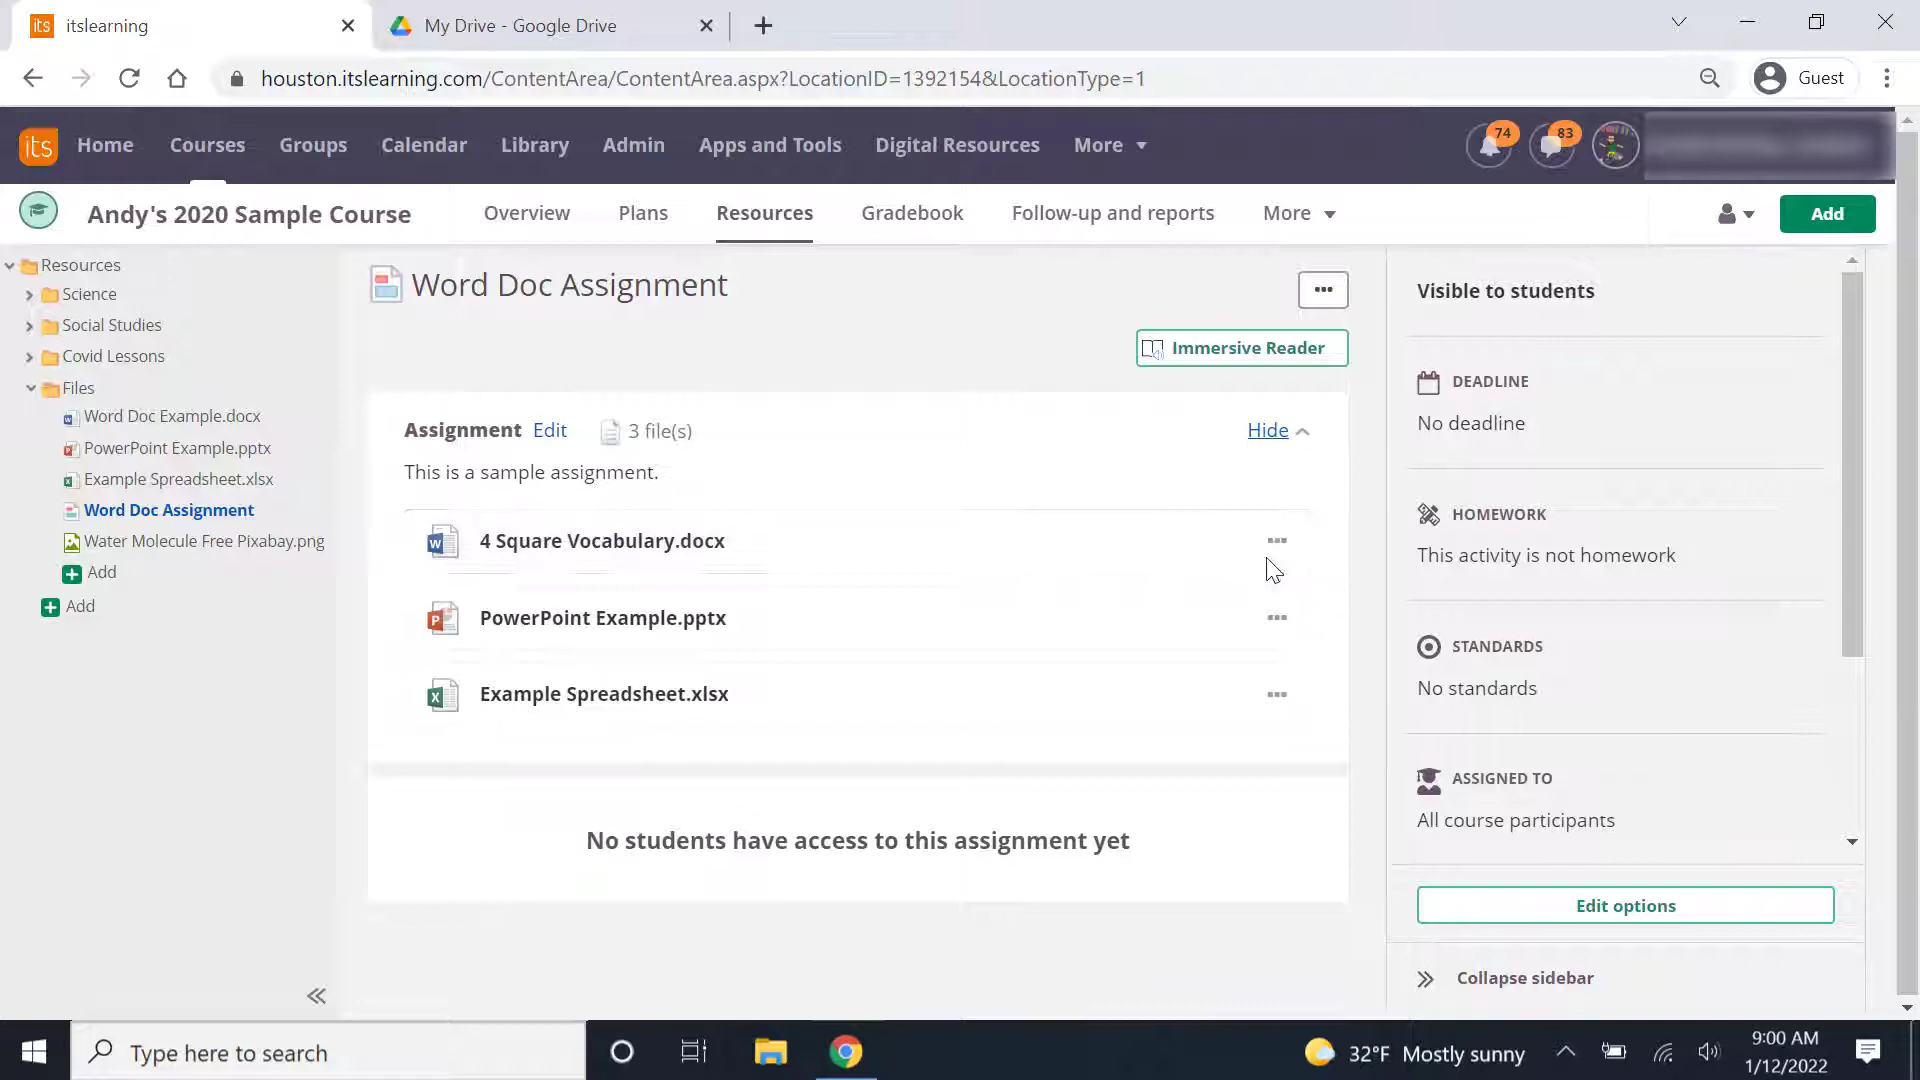 its itslearning
My Drive - Google Drive
houston.itslearning.com/ContentArea/ContentArea.aspx?LocationID=1392154&LocationType=1
Guest
its Home Courses Groups Calendar Library Admin Apps and Tools Digital Resources More 74 83
Andy's 2020 Sample Course Overview Plans Resources Gradebook Follow-up and reports More Add
Resources
Science
Social Studies
Covid Lessons
Files
Word Doc Example.docx
PowerPoint Example.pptx
Example Spreadsheet.xlsx
Word Doc Assignment
Water Molecule Free Pixabay.png
Add
Add
Word Doc Assignment
Immersive Reader
Assignment Edit 3 file(s) Hide
This is a sample assignment.
4 Square Vocabulary.docx
PowerPoint Example.pptx
Example Spreadsheet.xlsx
No students have access to this assignment yet
Visible to students
DEADLINE
No deadline
HOMEWORK
This activity is not homework
STANDARDS
No standards
ASSIGNED TO
All course participants
Edit options
Collapse sidebar
Type here to search
32°F Mostly sunny
9:00 AM
1/12/2022